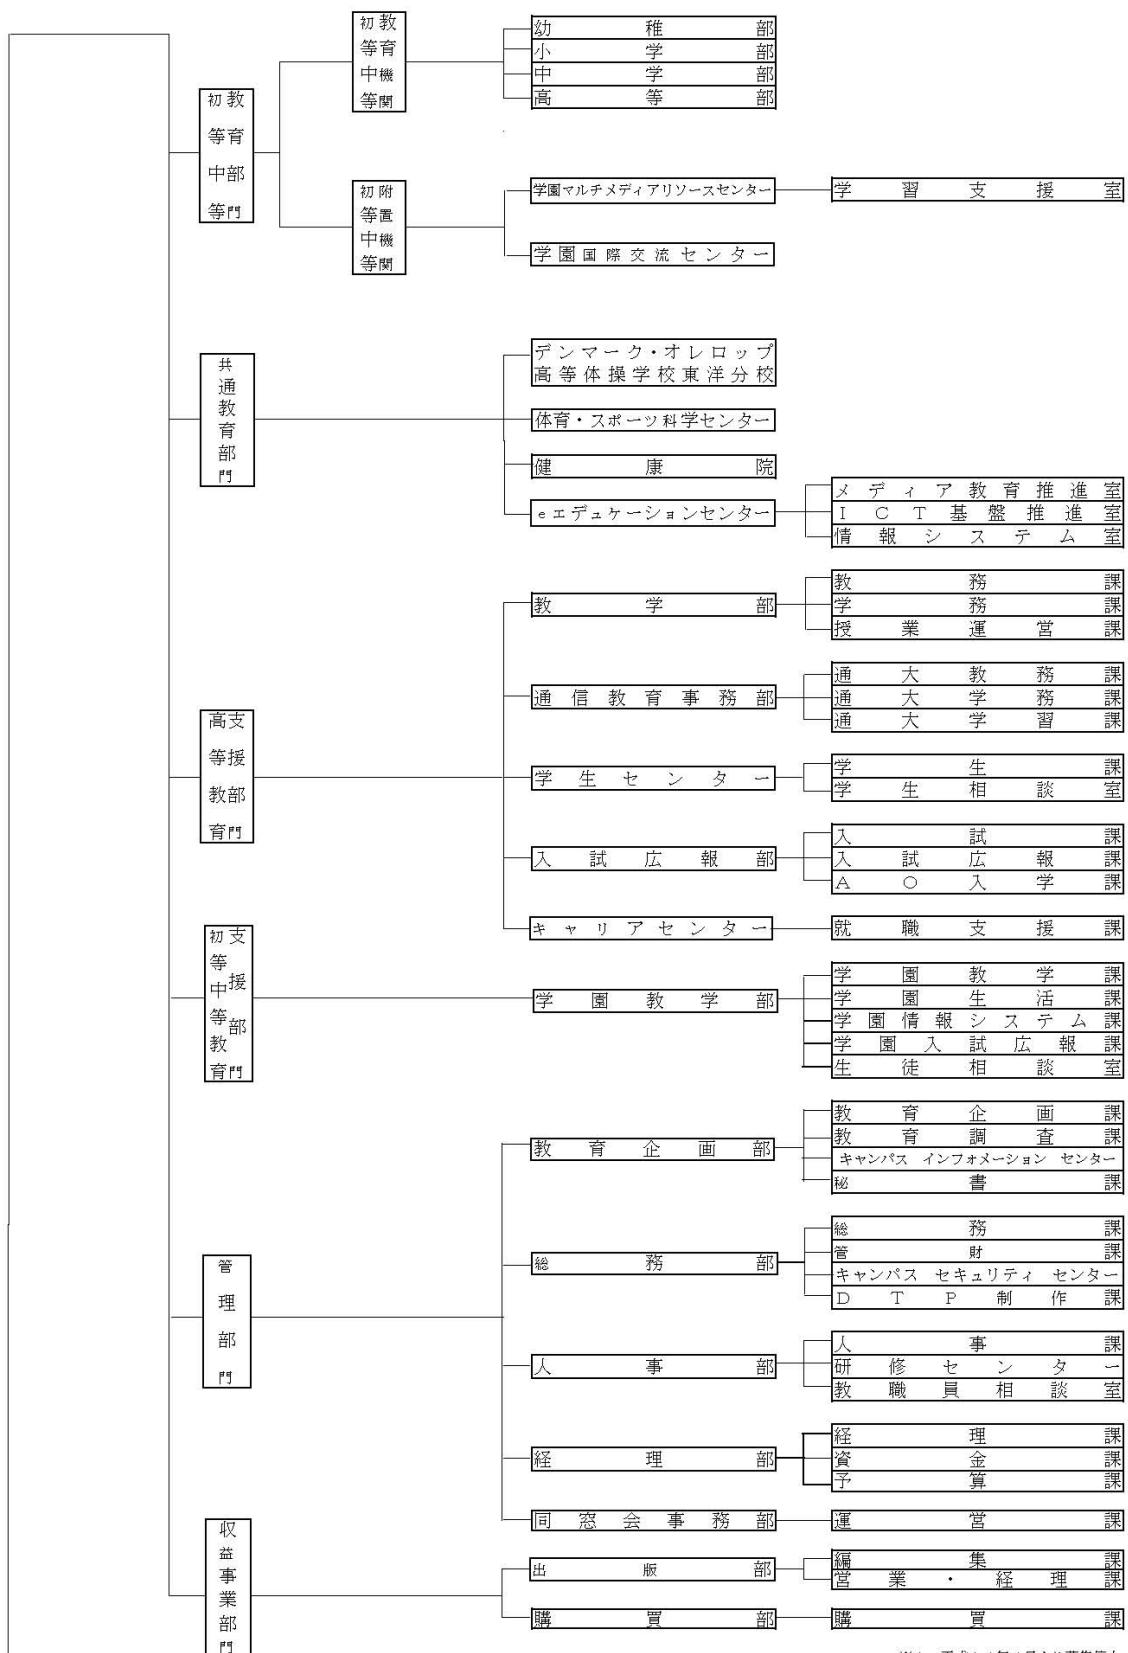 初等中等教育部門
初等中等教育機関
幼稚部
小学部
中学部
高等部
初等中等附置機関
学園マルチメディアリソースセンター
学習支援室
学園国際交流センター
共通教育部門
デンマーク・オレロップ
高等体操学校東洋分校
体育・スポーツ科学センター
健康院
eエデュケーションセンター
メディア教育推進室
ICT基盤推進室
情報システム室
高等教育支援部門
教学部
教務課
学務課
授業運営課
通信教育事務部
通大教務課
通大学務課
通大学習課
学生センター
学生課
学生相談室
入試広報部
入試課
入試広報課
AO入学課
キャリアセンター
就職支援課
初等中等教育支援部門
学園教学部
学園教学課
学園生活課
学園情報システム課
学園入試広報課
生徒相談室
管理部門
教育企画部
教育企画課
教育調査課
キャンパス インフォメーション センター
秘書課
総務部
総務課
管財課
キャンパス セキュリティ センター
DTP制作課
人事部
人事課
研修センター
教職員相談室
経理部
経理課
資金課
予算課
同窓会事務部
運営課
収益事業部門
出版部
編集課
営業・経理課
購買部
購買課